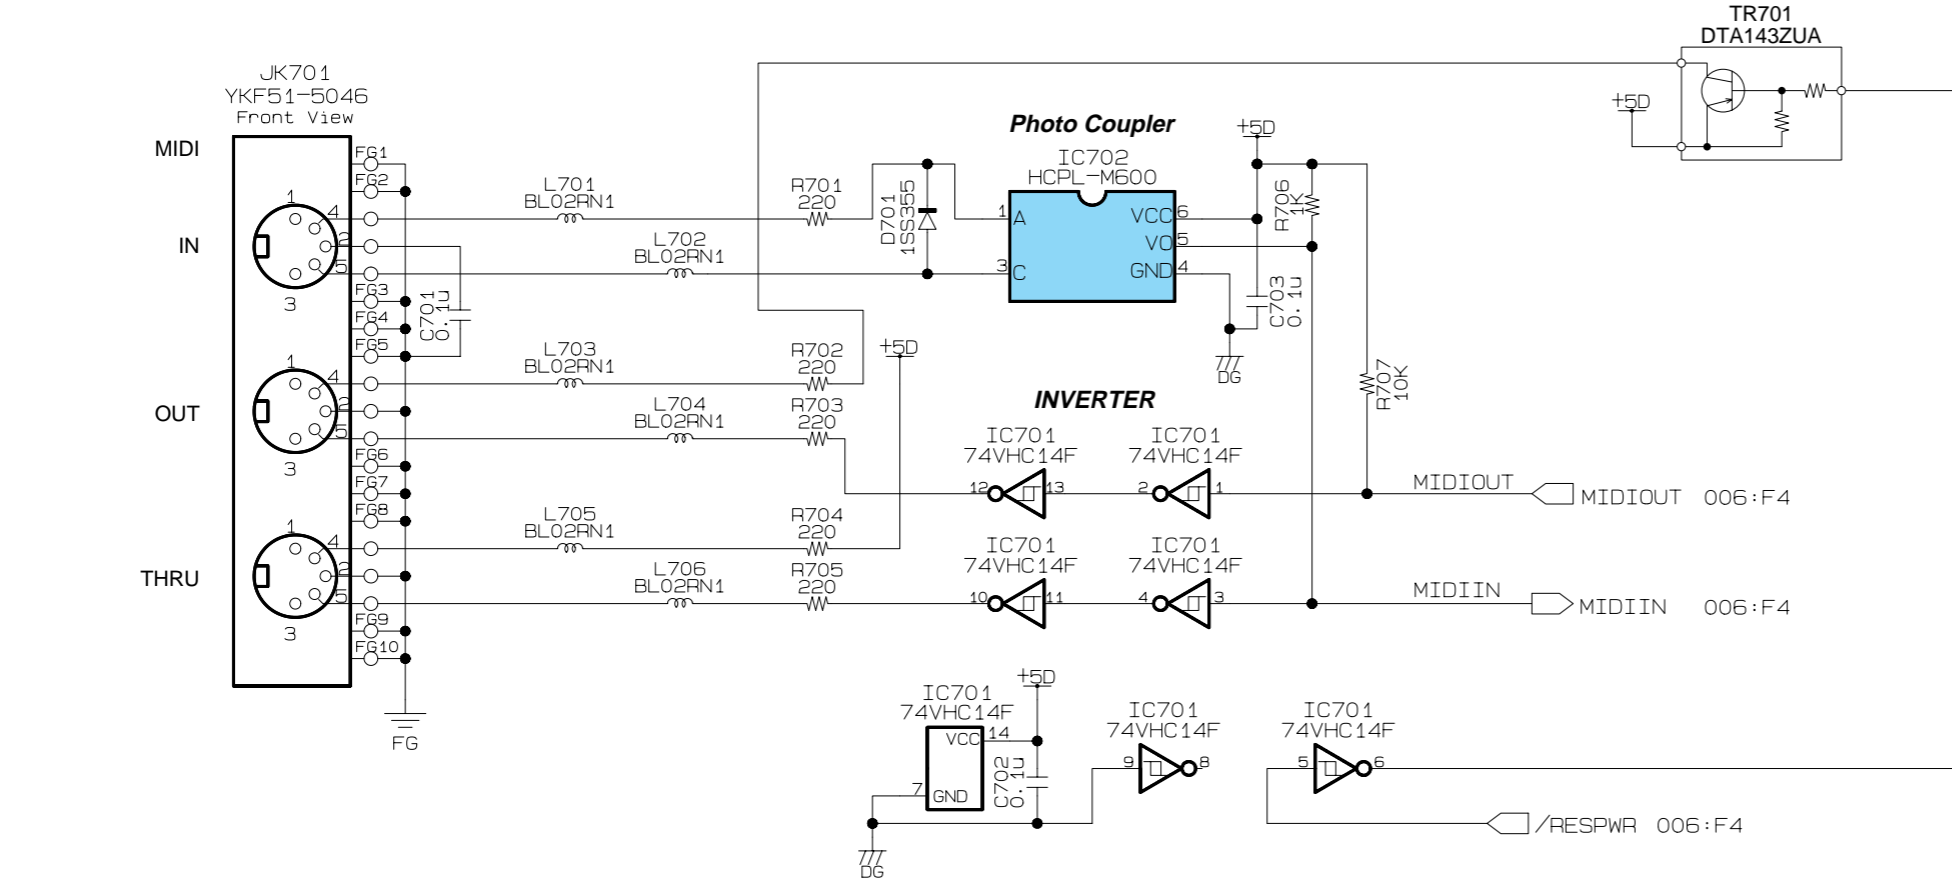 TR701
DTA143ZUA
+5D
JK701
YKF51-5046
Front View
MIDI
IN
OUT
THRU
FG1
FG2
1
4
2
5
3
FG3
FG4
FG5
1
4
2
5
3
FG6
FG7
FG8
1
4
2
5
3
FG9
FG10
FG
C701
0.1u
L701
BL02RN1
L702
BL02RN1
L703
BL02RN1
L704
BL02RN1
L705
BL02RN1
L706
BL02RN1
R701
220
R702
220
R703
220
R704
220
R705
220
+5D
D701
1SS355
Photo Coupler
IC702
HCPL-M600
1 A
3 C
VCC 6
VO 5
GND 4
+5D
R706
1K
C703
0.1u
DG
R707
10K
INVERTER
IC701
74VHC14F
12
13
IC701
74VHC14F
2
1
MIDIOUT
MIDIOUT 006:F4
IC701
74VHC14F
10
11
IC701
74VHC14F
4
3
MIDIIN
MIDIIN 006:F4
IC701
74VHC14F
VCC 14
7 GND
+5D
C702
0.1u
DG
IC701
74VHC14F
9
8
IC701
74VHC14F
5
6
/RESPWR 006:F4